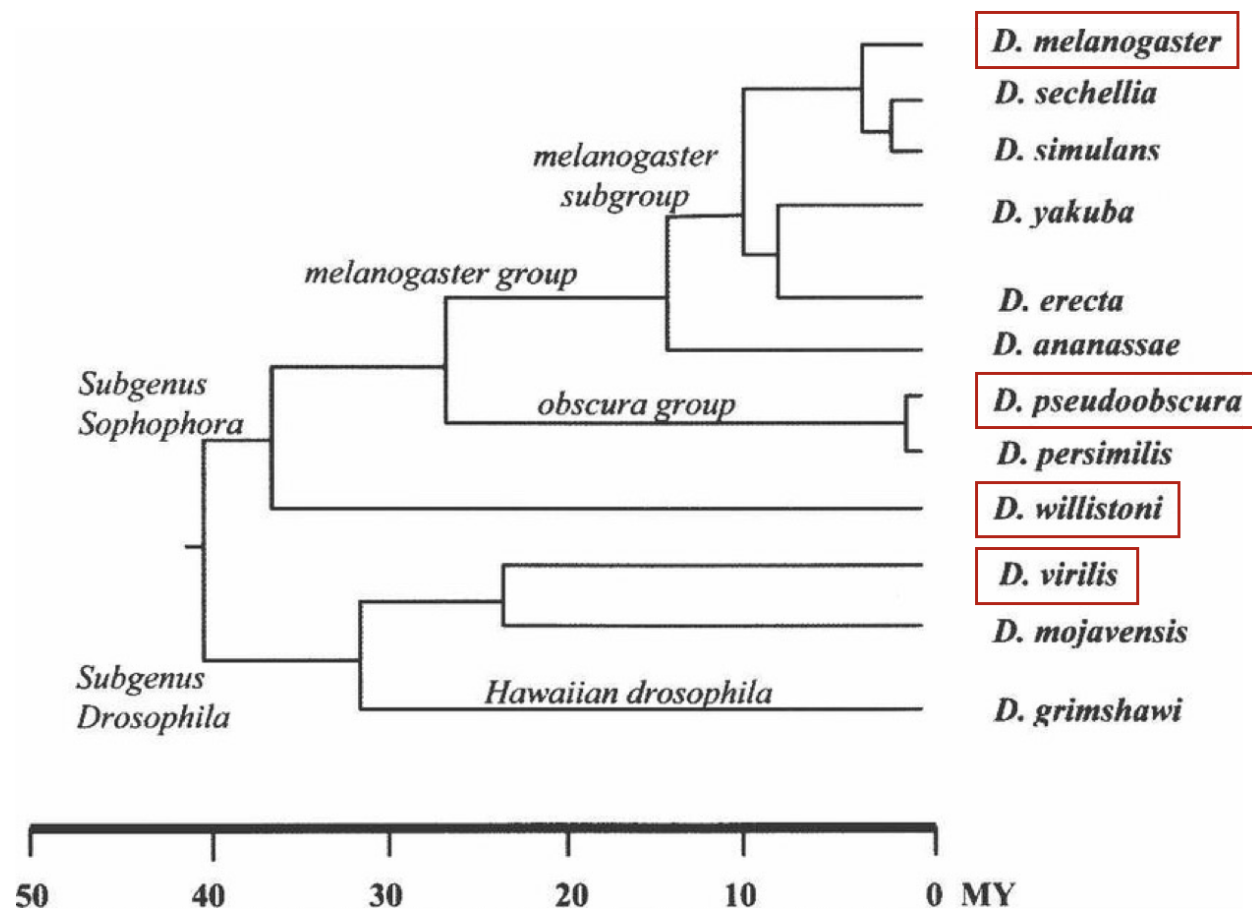 D. melanogaster
D. sechellia
melanogaster
subgroup
D. simulans
D. yakuba
melanogaster group
D. erecta
D. ananassae
Subgenus
Sophophora
obscura group
D. pseudoobscura
D. persimilis
D. willistoni
D. virilis
D. mojavensis
Subgenus
Drosophila
Hawaiian drosophila
D. grimshawi
50 40 30 20 10 0 MY